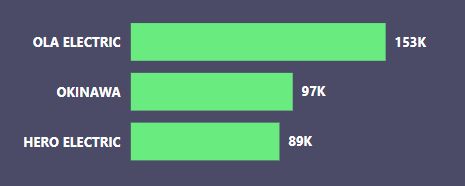 OLA ELECTRIC 153K
OKINAWA 97K
HERO ELECTRIC 89K